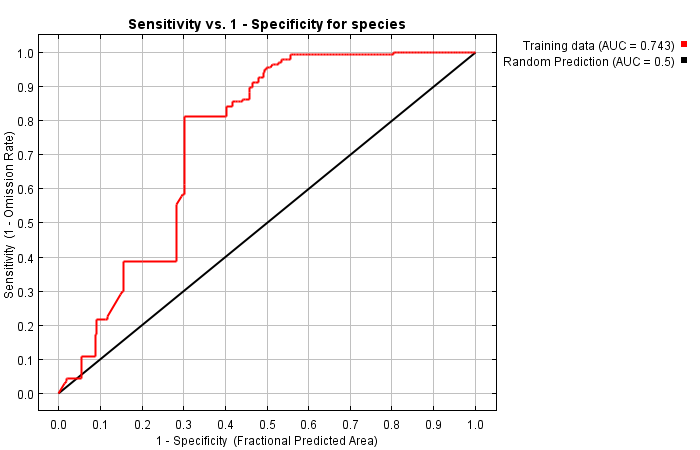 Sensitivity vs. 1 - Specificity for species
Training data (AUC = 0.743)
Random Prediction (AUC = 0.5)
Sensitivity (1 - Omission Rate)
1.0
0.9
0.8
0.7
0.6
0.5
0.4
0.3
0.2
0.1
0.0
0.0 0.1 0.2 0.3 0.4 0.5 0.6 0.7 0.8 0.9 1.0
1 - Specificity (Fractional Predicted Area)